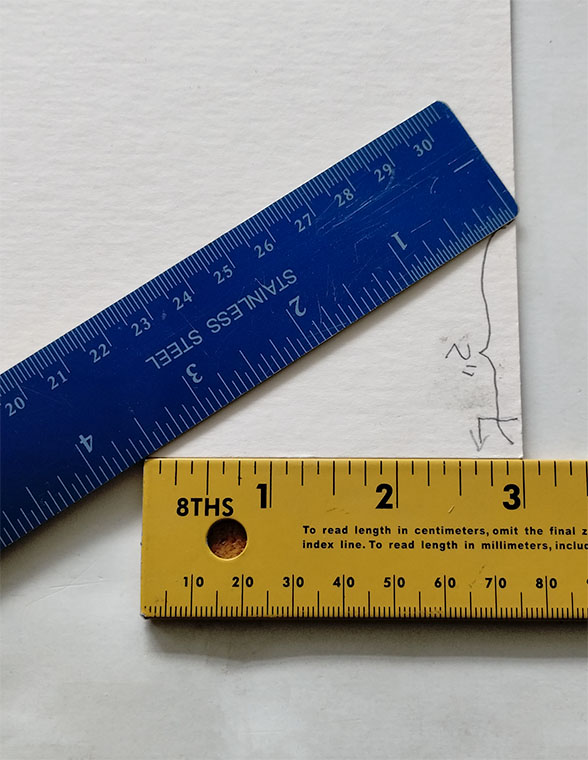 20 21 22 23 24 25 26 27 28 29 30
STAINLESS STEEL
4 3 2 1
2"
8THS 1 2 3
To read length in centimeters, omit the final
index line. To read length in millimeters,
10 20 30 40 50 60 70 80